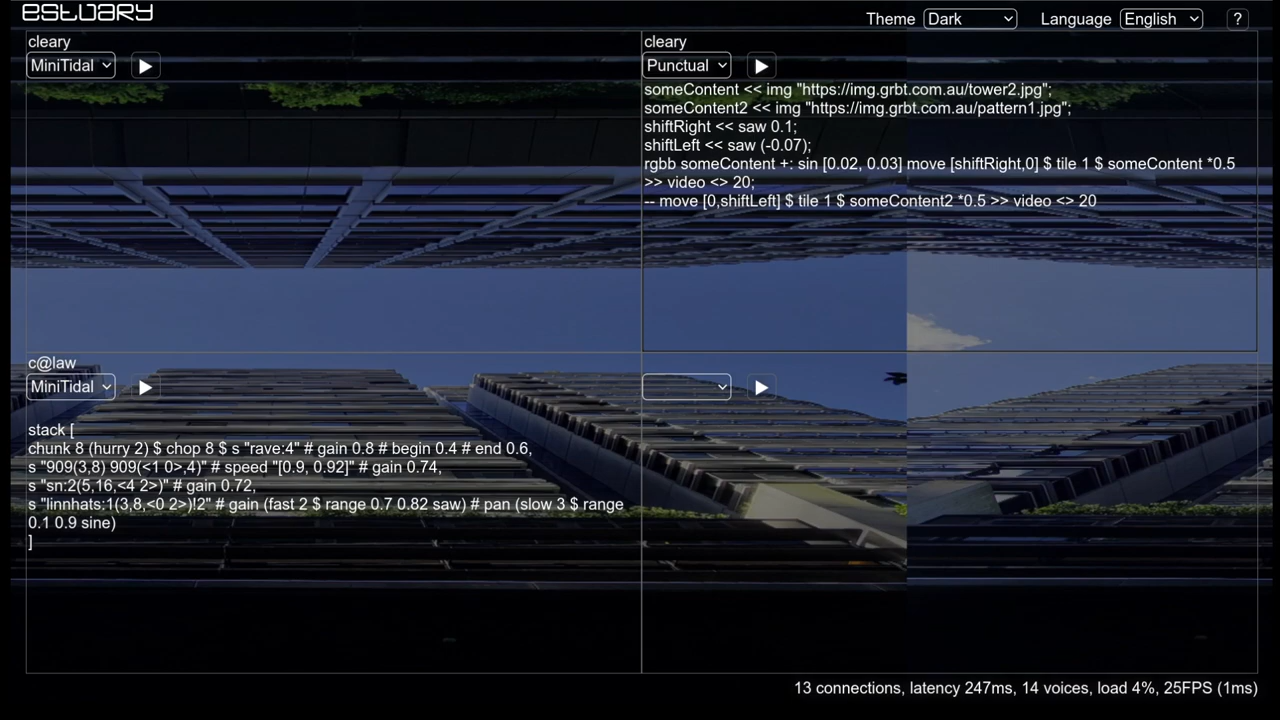 estuary
Theme Dark Language English ?
cleary
MiniTidal
cleary
Punctual
someContent << img "https://img.grbt.com.au/tower2.jpg";
someContent2 << img "https://img.grbt.com.au/pattern1.jpg";
shiftRight << saw 0.1;
shiftLeft << saw (-0.07);
rgbb someContent +: sin [0.02, 0.03] move [shiftRight,0] $ tile 1 $ someContent *0.5
>> video <> 20;
-- move [0,shiftLeft] $ tile 1 $ someContent2 *0.5 >> video <> 20
c@law
MiniTidal
stack [
chunk 8 (hurry 2) $ chop 8 $ s "rave:4" # gain 0.8 # begin 0.4 # end 0.6,
s "909(3,8) 909(<1 0>,4)" # speed "[0.9, 0.92]" # gain 0.74,
s "sn:2(5,16,<4 2>)" # gain 0.72,
s "linnhats:1(3,8,<0 2>)!2" # gain (fast 2 $ range 0.7 0.82 saw) # pan (slow 3 $ range
0.1 0.9 sine)
]
13 connections, latency 247ms, 14 voices, load 4%, 25FPS (1ms)